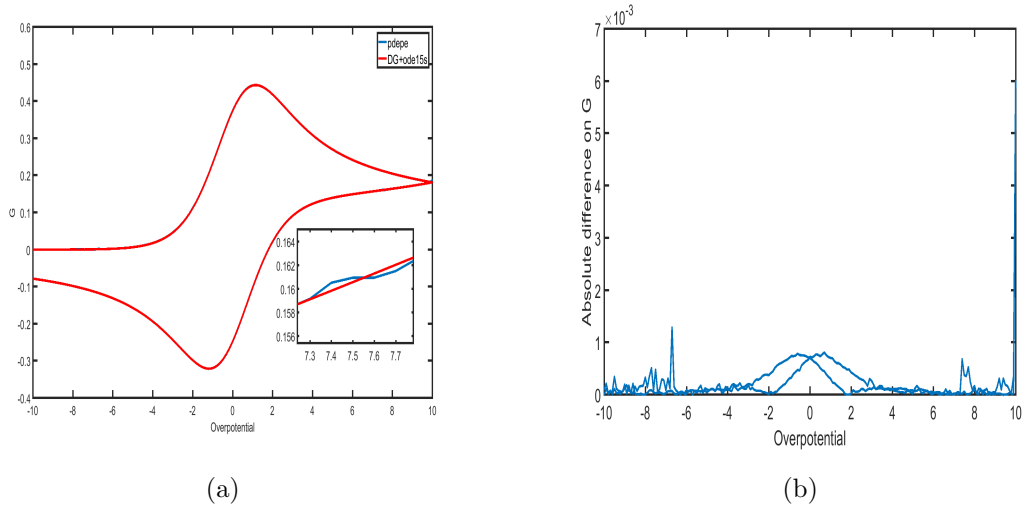 0.6
0.5
0.4
0.3
0.2
0.1
0
-0.1
-0.2
-0.3
-0.4
G
-10 -8 -6 -4 -2 0 2 4 6 8 10
Overpotential
pdepe
DG+ode15s
0.164
0.162
0.16
0.158
0.156
7.3 7.4 7.5 7.6 7.7
(a)
×10-3
7
6
5
4
3
2
1
0
Absolute difference on G
-10 -8 -6 -4 -2 0 2 4 6 8 10
Overpotential
(b)